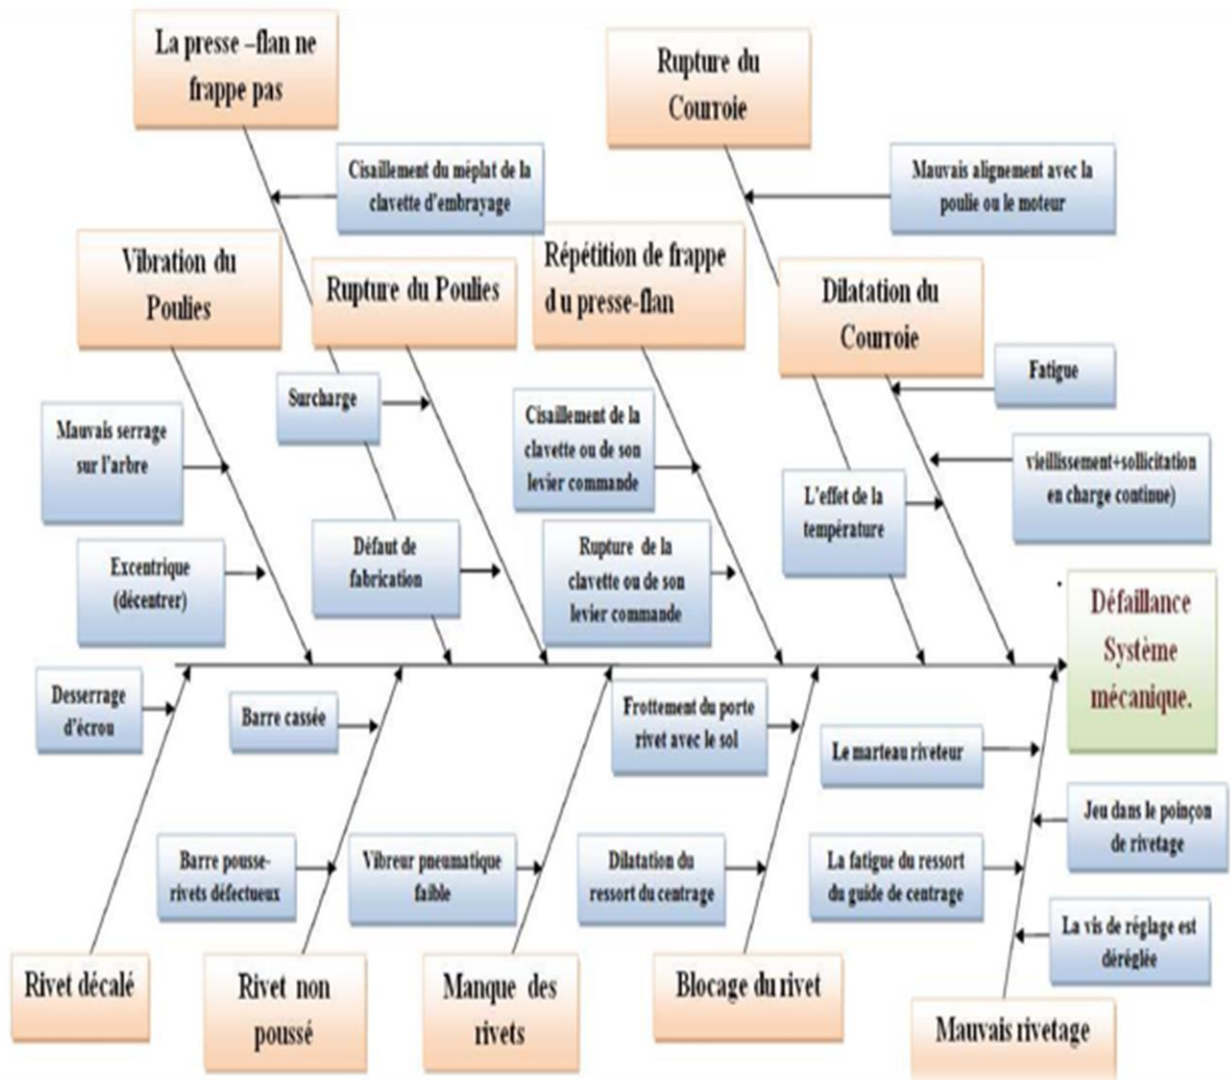 La presse –flan ne
frappe pas
Rupture du
Courroie
Cisaillement du méplat de la
clavette d'embrayage
Mauvais alignement avec la
poulie ou le moteur
Vibration du
Poulies
Rupture du Poulies
Répétition de frappe
d u presse-flan
Dilatation du
Courroie
Fatigue
Surcharge
Mauvais serrage
sur l'arbre
Cisaillement de la
clavette ou de son
levier commande
vieillissement+sollicitation
en charge continue)
L'effet de la
température
Excentrique
(décentrer)
Défaut de
fabrication
Rupture de la
clavette ou de son
levier commande
Défaillance
Système
mécanique.
Desserrage
d'écrou
Barre cassée
Frottement du porte
rivet avec le sol
Le marteau riveteur
Jeu dans le poinçon
de rivetage
Barre pousse-
rivets défectueux
Vibreur pneumatique
faible
Dilatation du
ressort du centrage
La fatigue du ressort
du guide de centrage
La vis de réglage est
déréglée
Rivet décalé
Rivet non
poussé
Manque des
rivets
Blocage du rivet
Mauvais rivetage